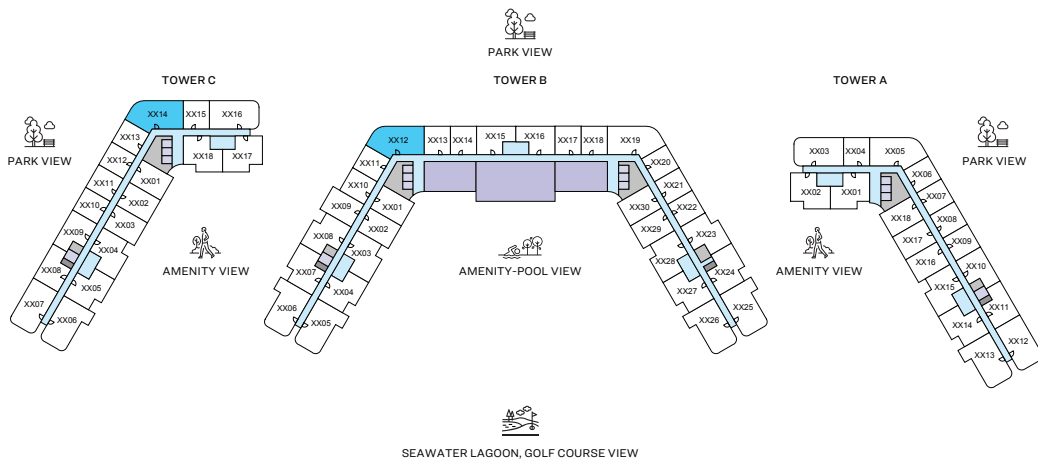 PARK VIEW
TOWER C
TOWER B
TOWER A
PARK VIEW
PARK VIEW
XX14
XX15
XX16
XX13
XX12
XX11
XX10
XX09
XX08
XX07
XX06
XX05
XX04
XX03
XX02
XX01
XX18
XX17
AMENITY VIEW
XX12
XX13
XX14
XX15
XX16
XX17
XX18
XX19
XX11
XX10
XX09
XX08
XX07
XX06
XX05
XX04
XX03
XX02
XX01
XX20
XX21
XX22
XX23
XX24
XX25
XX26
XX27
XX28
XX29
XX30
AMENITY-POOL VIEW
AMENITY VIEW
XX03
XX04
XX05
XX02
XX01
XX06
XX07
XX08
XX09
XX10
XX11
XX12
XX13
XX14
XX15
XX16
XX17
XX18
SEAWATER LAGOON, GOLF COURSE VIEW